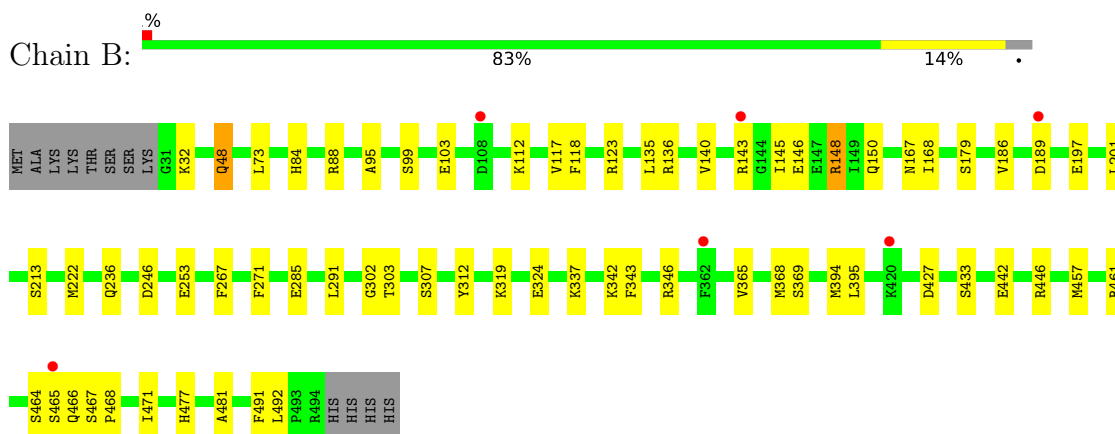 %
Chain B:
83% 14% •
MET ALA LYS LYS THR SER SER LYS G31 K32 Q48 L73 H84 R88 A95 S99 E103 D108 K112 V117 F118 R123 L135 R136 V140 R143 G144 I145 E146 E147 R148 I149 Q150 N167 I168 S179 V186 D189 E197 L201
S213 M222 Q236 D246 E253 F267 F271 E285 L291 G302 T303 S307 Y312 K319 E324 K337 K342 F343 R346 F362 V365 M368 S369 M394 L395 K420 D427 S433 E442 R446 M457
S464 S465 Q466 S467 P468 I471 H477 A481 F491 L492 P493 R494 HIS HIS HIS HIS